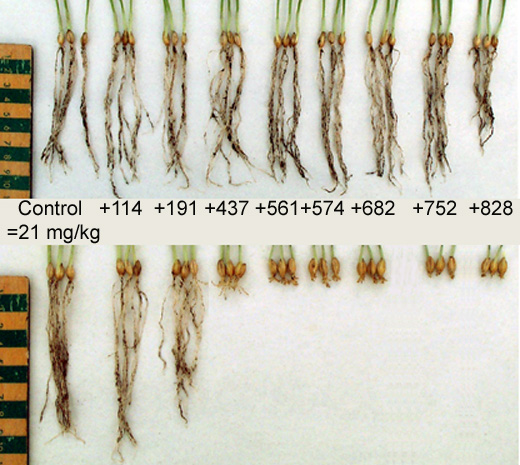 Control +114 +191 +437 +561+574 +682 +752 +828
=21 mg/kg